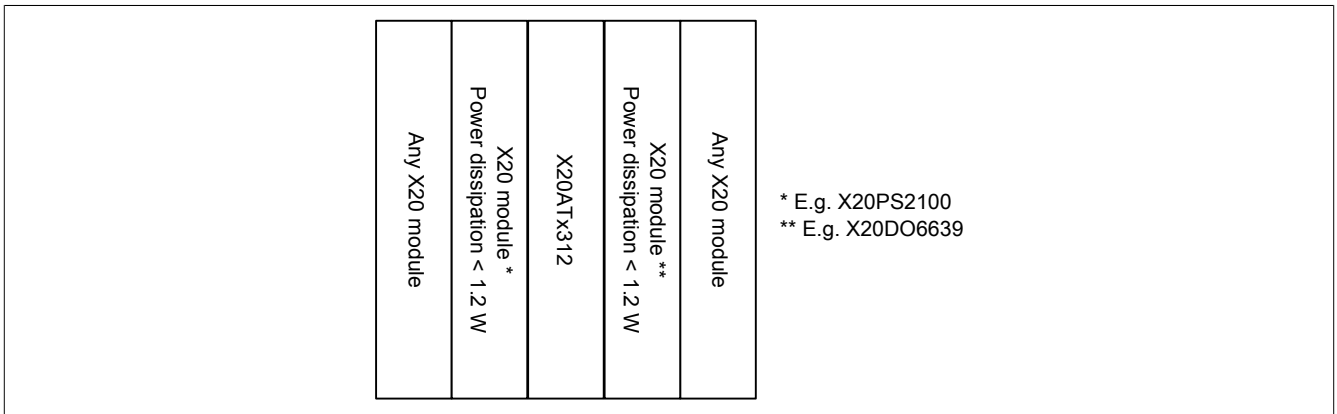 Any X20 module
X20 module *
Power dissipation < 1.2 W
X20ATx312
X20 module **
Power dissipation < 1.2 W
Any X20 module
* E.g. X20PS2100
** E.g. X20DO6639